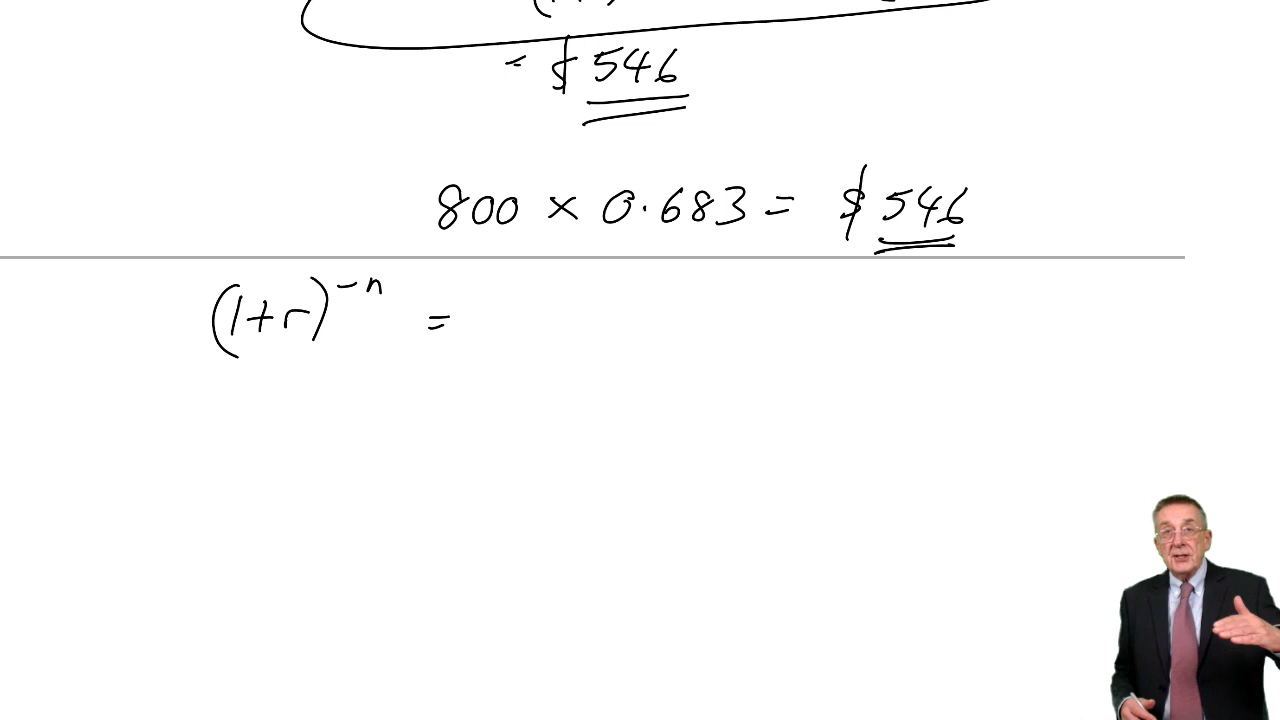 = $ 546
800 × 0.683 = $ 546
(1+r)⁻ⁿ =